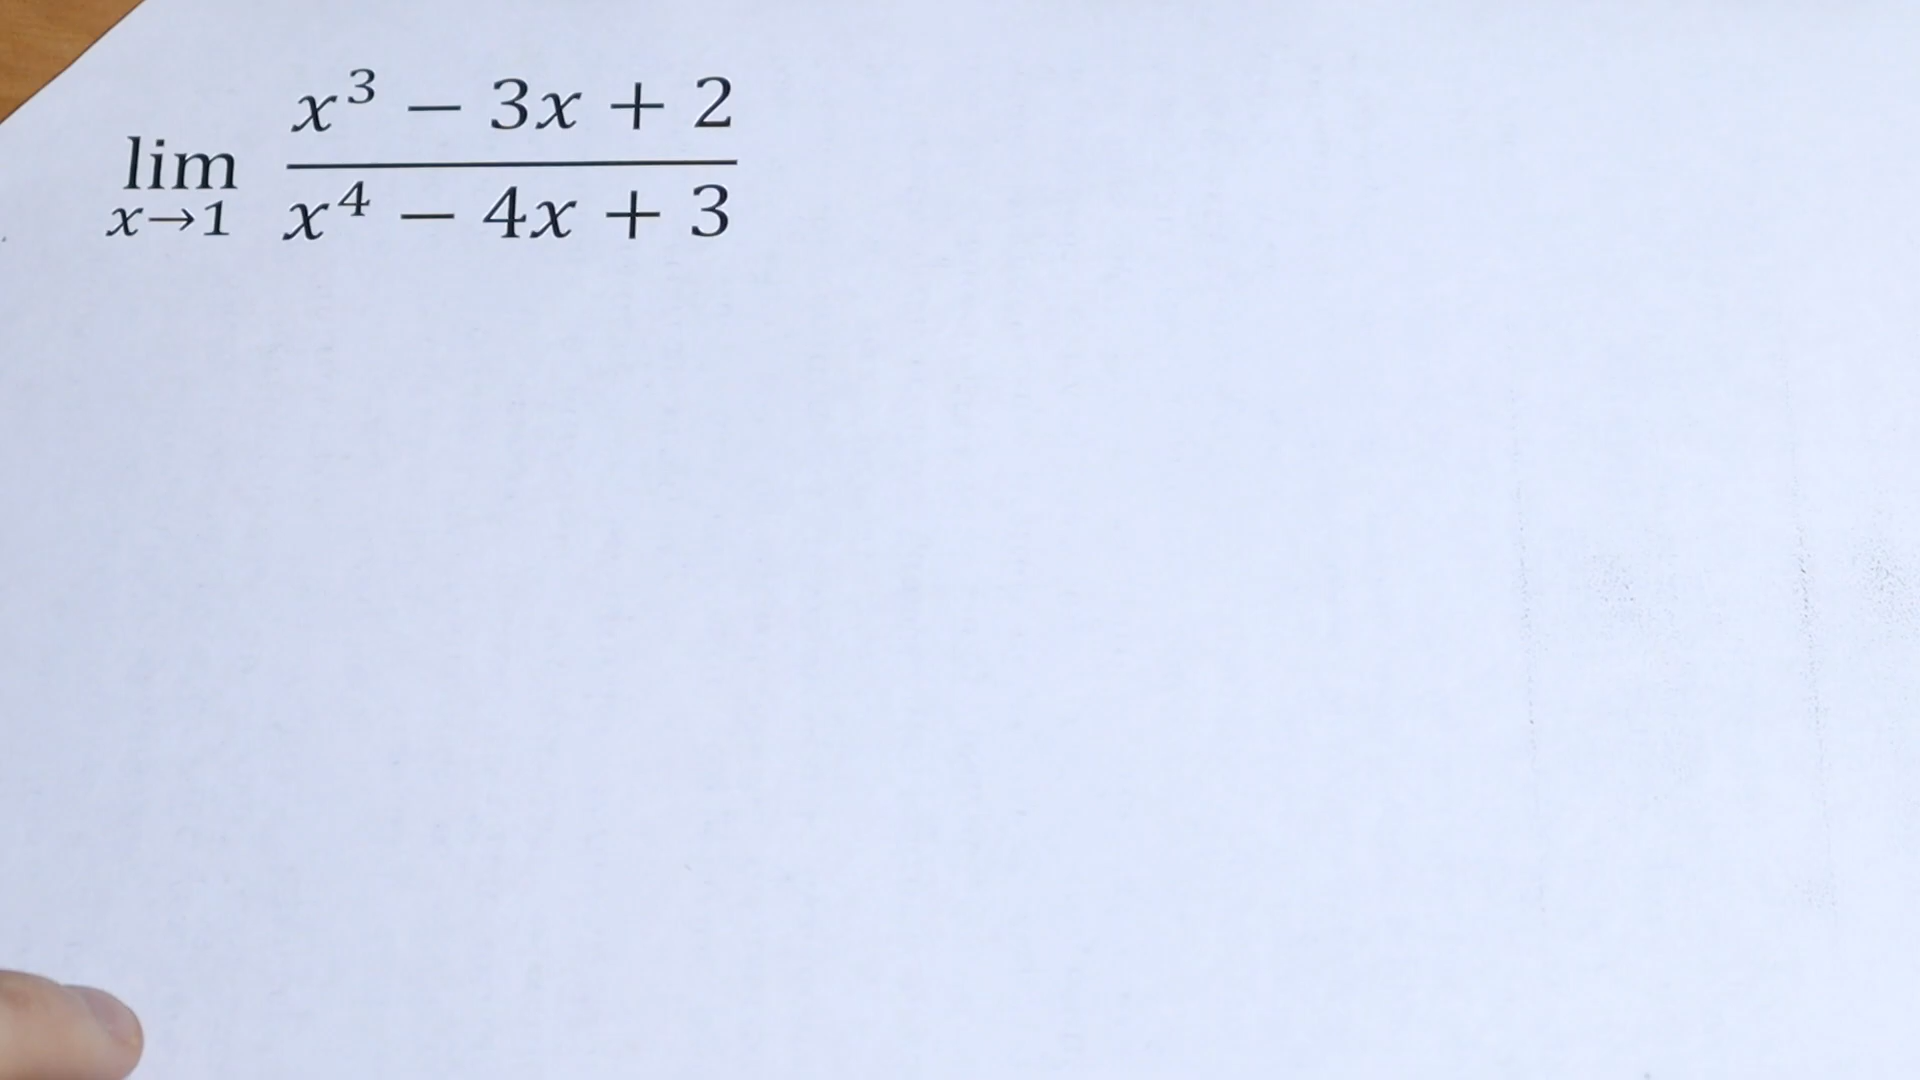 lim x→1 x³ − 3x + 2 / x⁴ − 4x + 3